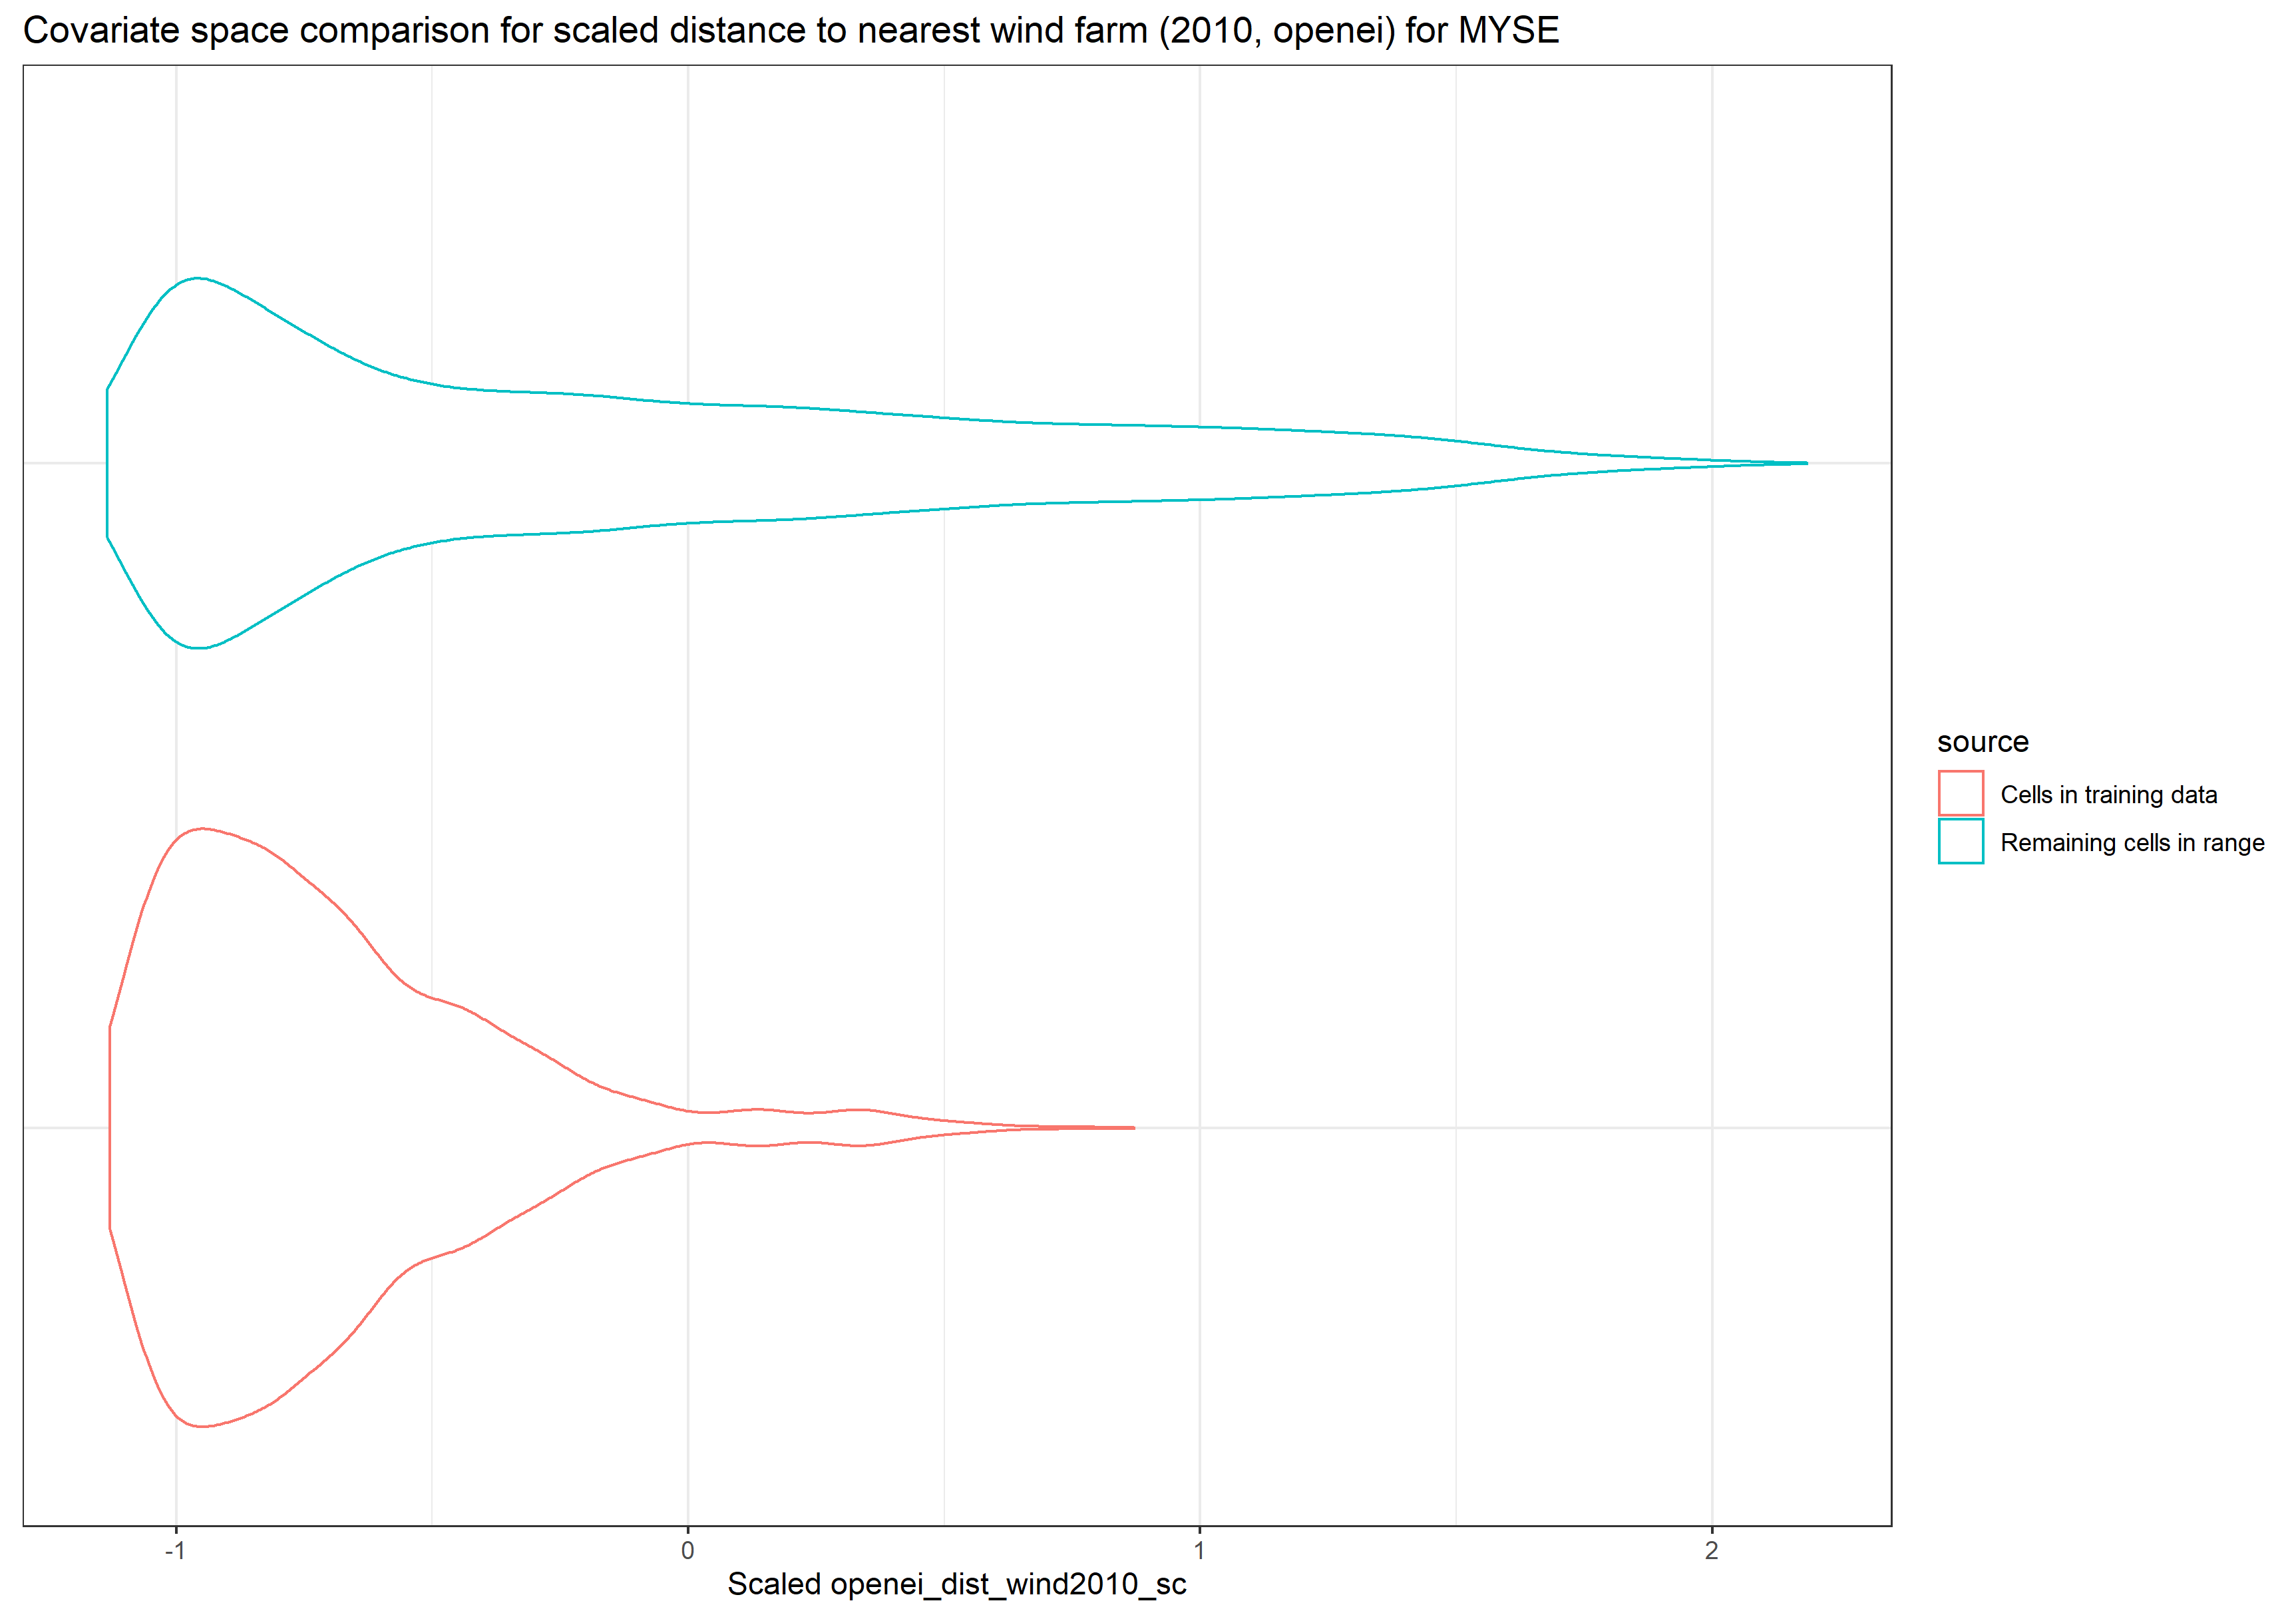 Covariate space comparison for scaled distance to nearest wind farm (2010, openei) for MYSE
source
Cells in training data
Remaining cells in range
-1
0
1
2
Scaled openei_dist_wind2010_sc